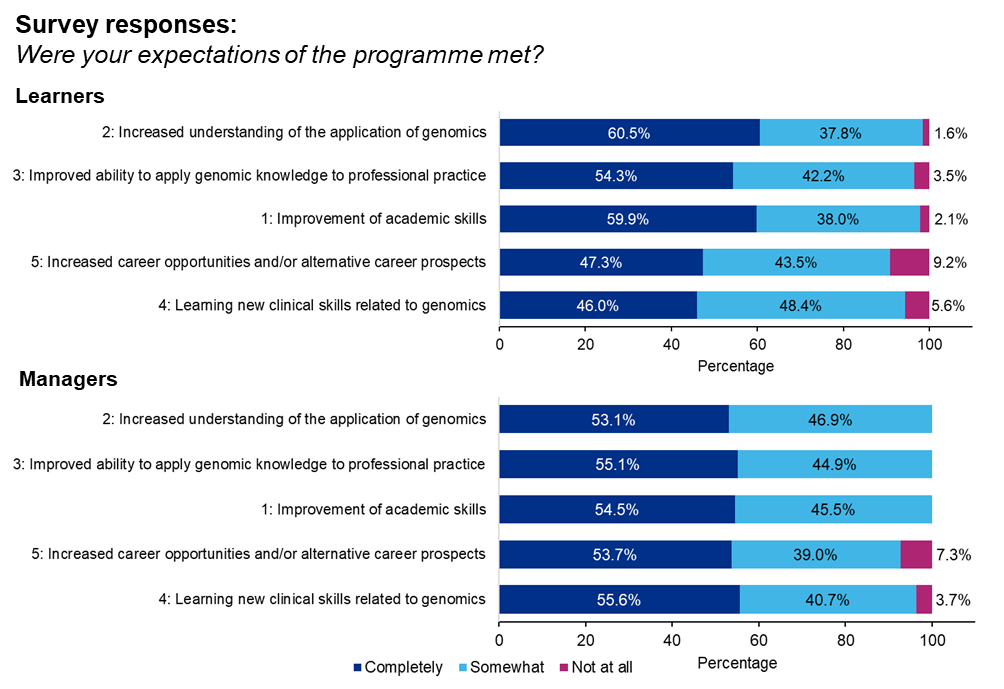 Survey responses:
Were your expectations of the programme met?
Learners
2: Increased understanding of the application of genomics 60.5% 37.8% 1.6%
3: Improved ability to apply genomic knowledge to professional practice 54.3% 42.2% 3.5%
1: Improvement of academic skills 59.9% 38.0% 2.1%
5: Increased career opportunities and/or alternative career prospects 47.3% 43.5% 9.2%
4: Learning new clinical skills related to genomics 46.0% 48.4% 5.6%
0 20 40 60 80 100
Percentage
Managers
2: Increased understanding of the application of genomics 53.1% 46.9%
3: Improved ability to apply genomic knowledge to professional practice 55.1% 44.9%
1: Improvement of academic skills 54.5% 45.5%
5: Increased career opportunities and/or alternative career prospects 53.7% 39.0% 7.3%
4: Learning new clinical skills related to genomics 55.6% 40.7% 3.7%
0 20 40 60 80 100
Percentage
Completely Somewhat Not at all